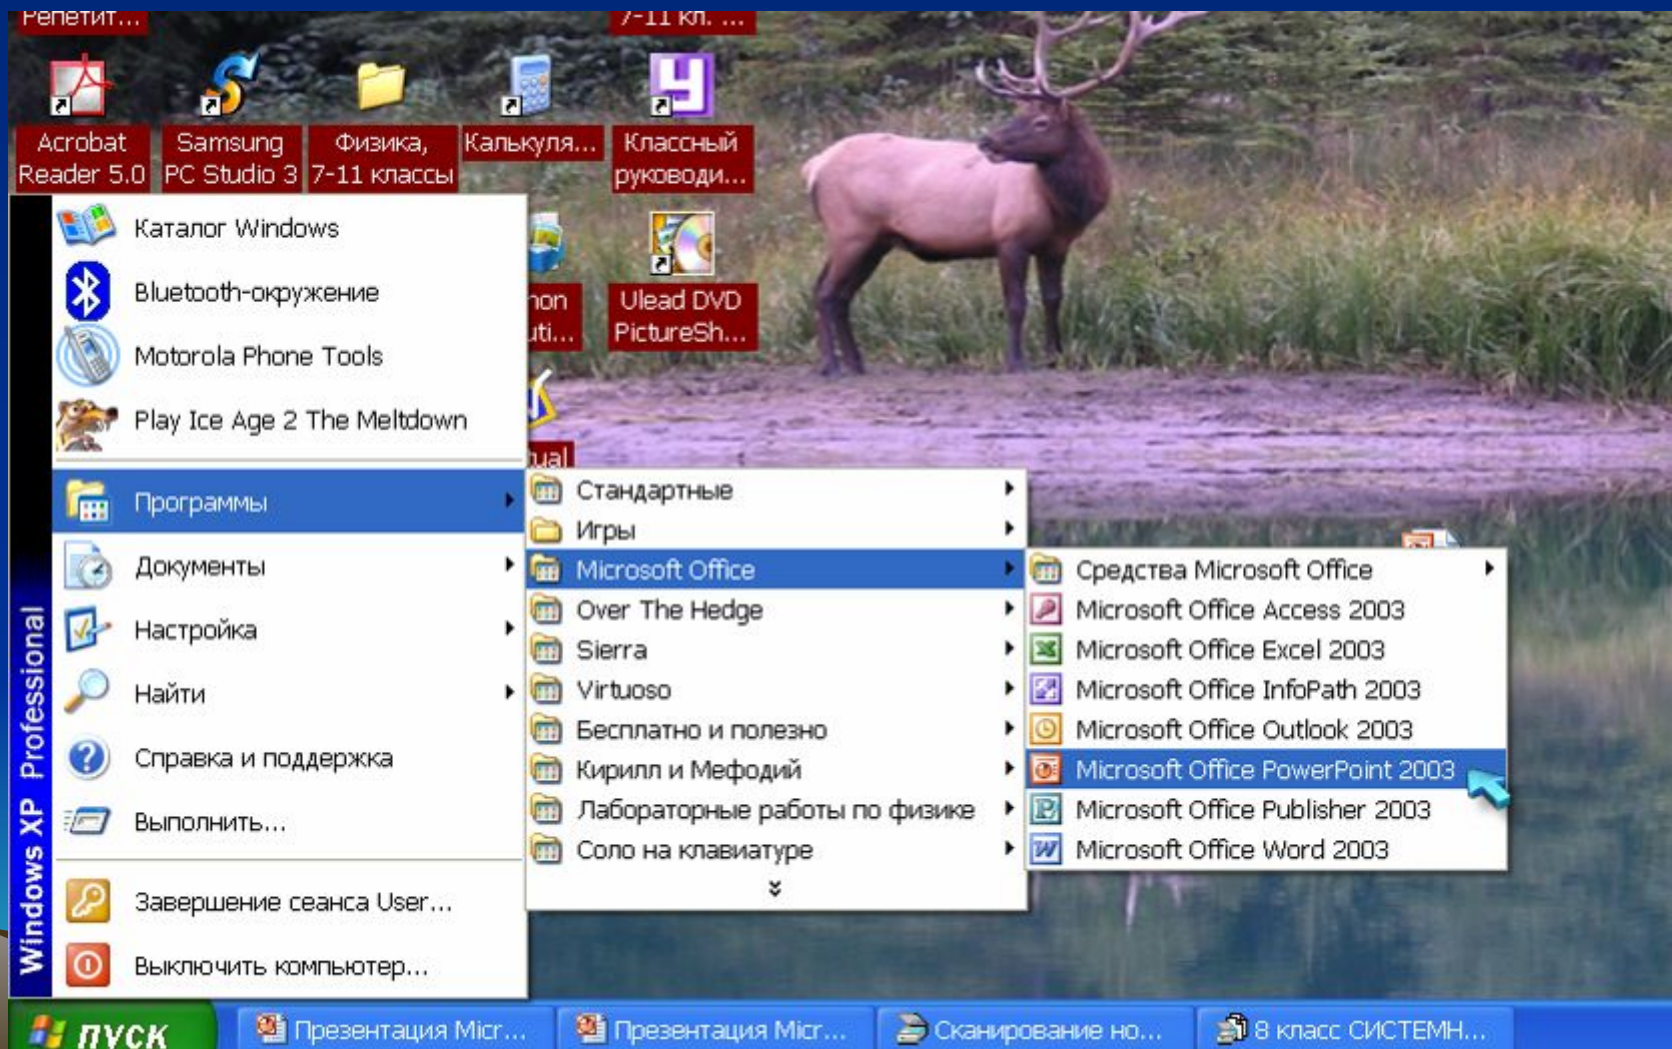 Репетит...
7-11 кл. ...
Acrobat
Reader 5.0
Samsung
PC Studio 3
Физика,
7-11 классы
Калькуля...
Классный
руководи...
Ulead DVD
PictureSh...
Каталог Windows
Bluetooth-окружение
Motorola Phone Tools
Play Ice Age 2 The Meltdown
Программы
Документы
Настройка
Найти
Справка и поддержка
Выполнить...
Завершение сеанса User...
Выключить компьютер...
Windows XP Professional
Стандартные
Игры
Microsoft Office
Over The Hedge
Sierra
Virtuoso
Бесплатно и полезно
Кирилл и Мефодий
Лабораторные работы по физике
Соло на клавиатуре
Средства Microsoft Office
Microsoft Office Access 2003
Microsoft Office Excel 2003
Microsoft Office InfoPath 2003
Microsoft Office Outlook 2003
Microsoft Office PowerPoint 2003
Microsoft Office Publisher 2003
Microsoft Office Word 2003
пуск
Презентация Micr...
Презентация Micr...
Сканирование но...
8 класс СИСТЕМН...